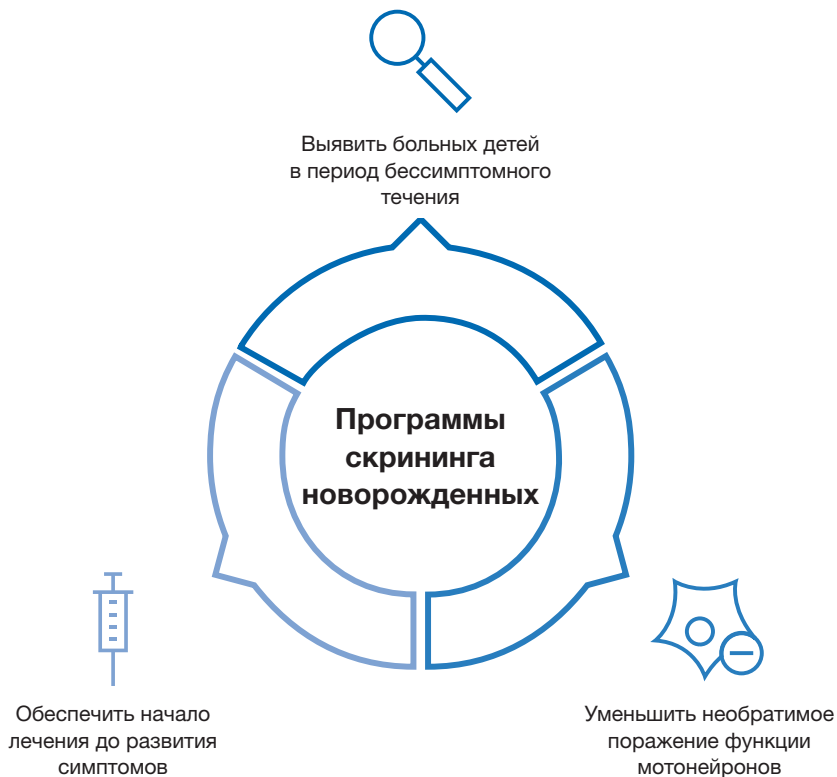 Выявить больных детей
в период бессимптомного
течения
Программы
скрининга
новорожденных
Обеспечить начало
лечения до развития
симптомов
Уменьшить необратимое
поражение функции
мотонейронов